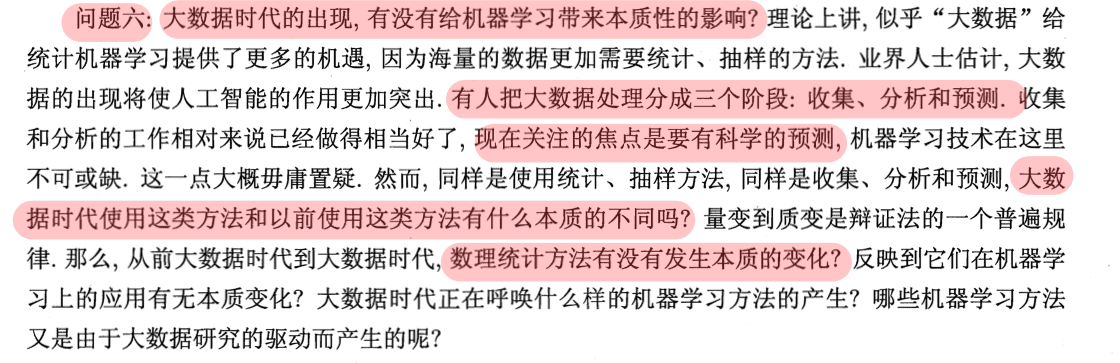 问题六: 大数据时代的出现, 有没有给机器学习带来本质性的影响? 理论上讲, 似乎“大数据”给
统计机器学习提供了更多的机遇, 因为海量的数据更加需要统计、抽样的方法. 业界人士估计, 大数
据的出现将使人工智能的作用更加突出. 有人把大数据处理分成三个阶段: 收集、分析和预测. 收集
和分析的工作相对来说已经做得相当好了, 现在关注的焦点是要有科学的预测, 机器学习技术在这里
不可或缺. 这一点大概毋庸置疑. 然而, 同样是使用统计、抽样方法, 同样是收集、分析和预测, 大数
据时代使用这类方法和以前使用这类方法有什么本质的不同吗? 量变到质变是辩证法的一个普遍规
律. 那么, 从前大数据时代到大数据时代, 数理统计方法有没有发生本质的变化? 反映到它们在机器学
习上的应用有无本质变化? 大数据时代正在呼唤什么样的机器学习方法的产生? 哪些机器学习方法
又是由于大数据研究的驱动而产生的呢?